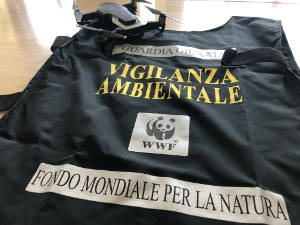 GUARDIA GIURATA
VIGILANZA
AMBIENTALE
WWF
FONDO MONDIALE PER LA NATURA